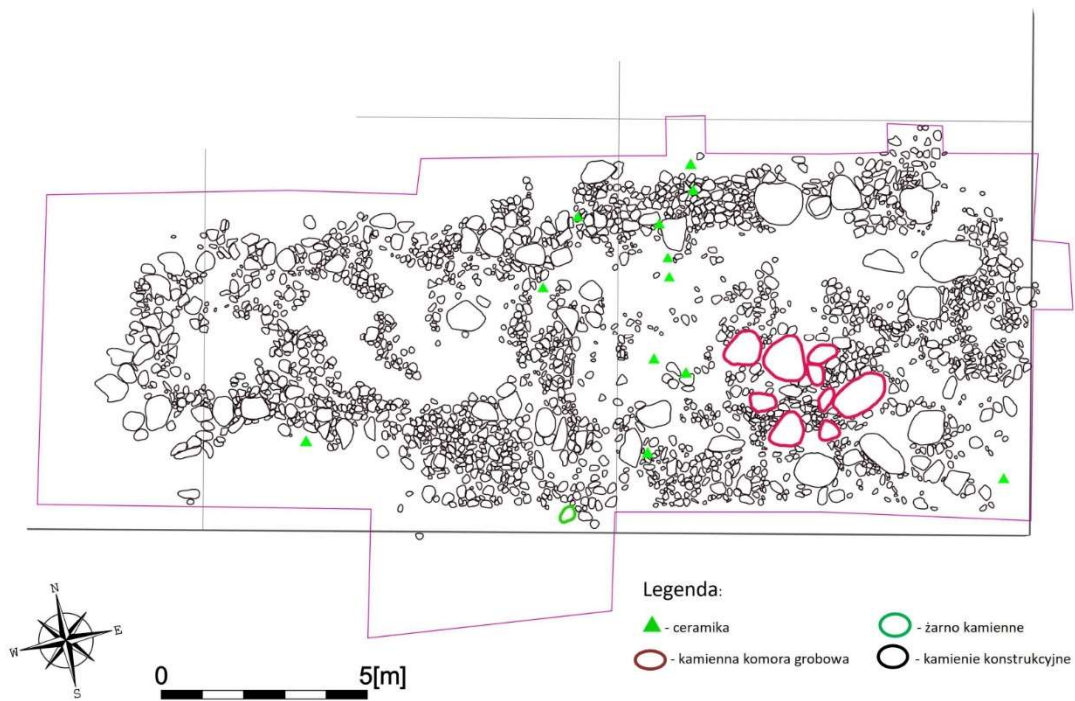 Legenda:
- ceramika
- żarno kamienne
- kamienna komora grobowa
- kamienie konstrukcyjne
N
W
E
S
0
5[m]